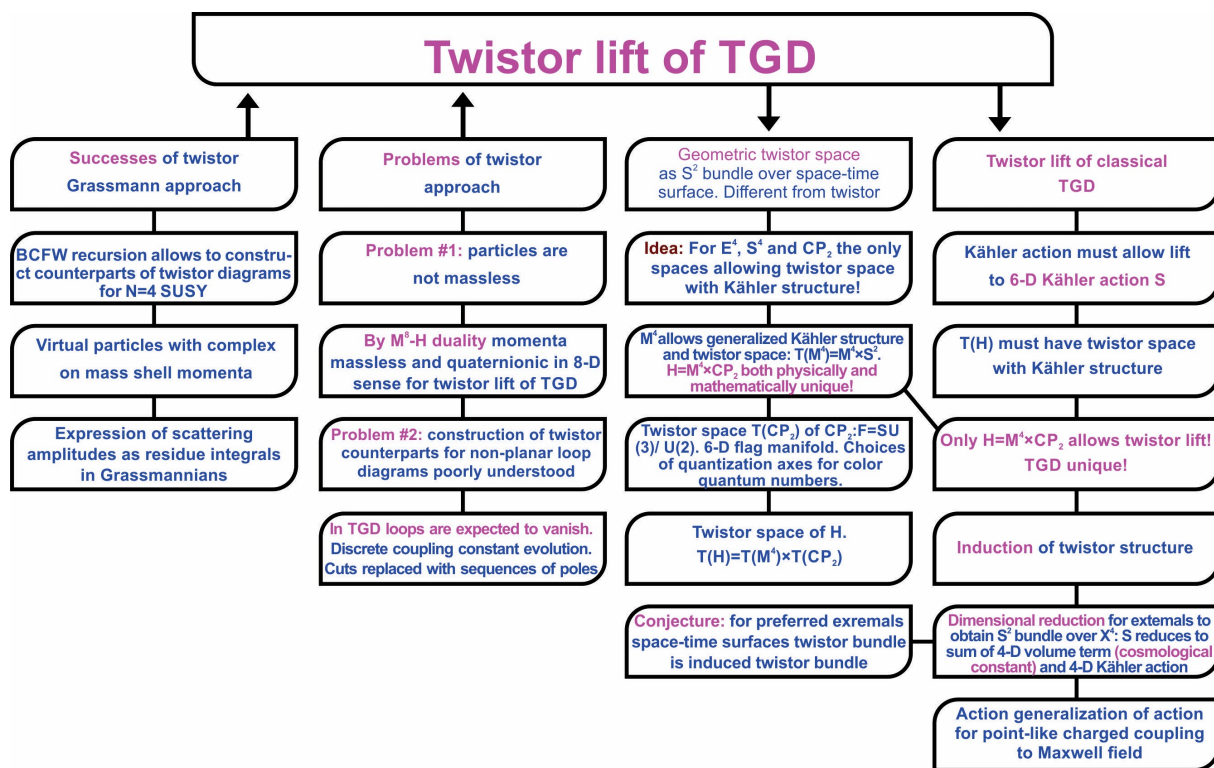 Twistor lift of TGD
Successes of twistor
Grassmann approach
BCFW recursion allows to constru-
ct counterparts of twistor diagrams
for N=4 SUSY
Virtual particles with complex
on mass shell momenta
Expression of scattering
amplitudes as residue integrals
in Grassmannians
Problems of twistor
approach
Problem #1: particles are
not massless
By M⁸-H duality momenta
massless and quaternionic in 8-D
sense for twistor lift of TGD
Problem #2: construction of twistor
counterparts for non-planar loop
diagrams poorly understood
In TGD loops are expected to vanish.
Discrete coupling constant evolution.
Cuts replaced with sequences of poles
Geometric twistor space
as S² bundle over space-time
surface. Different from twistor
Idea: For E⁴, S⁴ and CP₂ the only
spaces allowing twistor space
with Kähler structure!
M⁴allows generalized Kähler structure
and twistor space: T(M⁴)=M⁴×S².
H=M⁴×CP₂ both physically and
mathematically unique!
Twistor space T(CP₂) of CP₂:F=SU
(3)/ U(2). 6-D flag manifold. Choices
of quantization axes for color
quantum numbers.
Twistor space of H.
T(H)=T(M⁴)×T(CP₂)
Conjecture: for preferred exremals
space-time surfaces twistor bundle
is induced twistor bundle
Twistor lift of classical
TGD
Kähler action must allow lift
to 6-D Kähler action S
T(H) must have twistor space
with Kähler structure
Only H=M⁴×CP₂ allows twistor lift!
TGD unique!
Induction of twistor structure
Dimensional reduction for extemals to
obtain S² bundle over X⁴: S reduces to
sum of 4-D volume term (cosmological
constant) and 4-D Kähler action
Action generalization of action
for point-like charged coupling
to Maxwell field